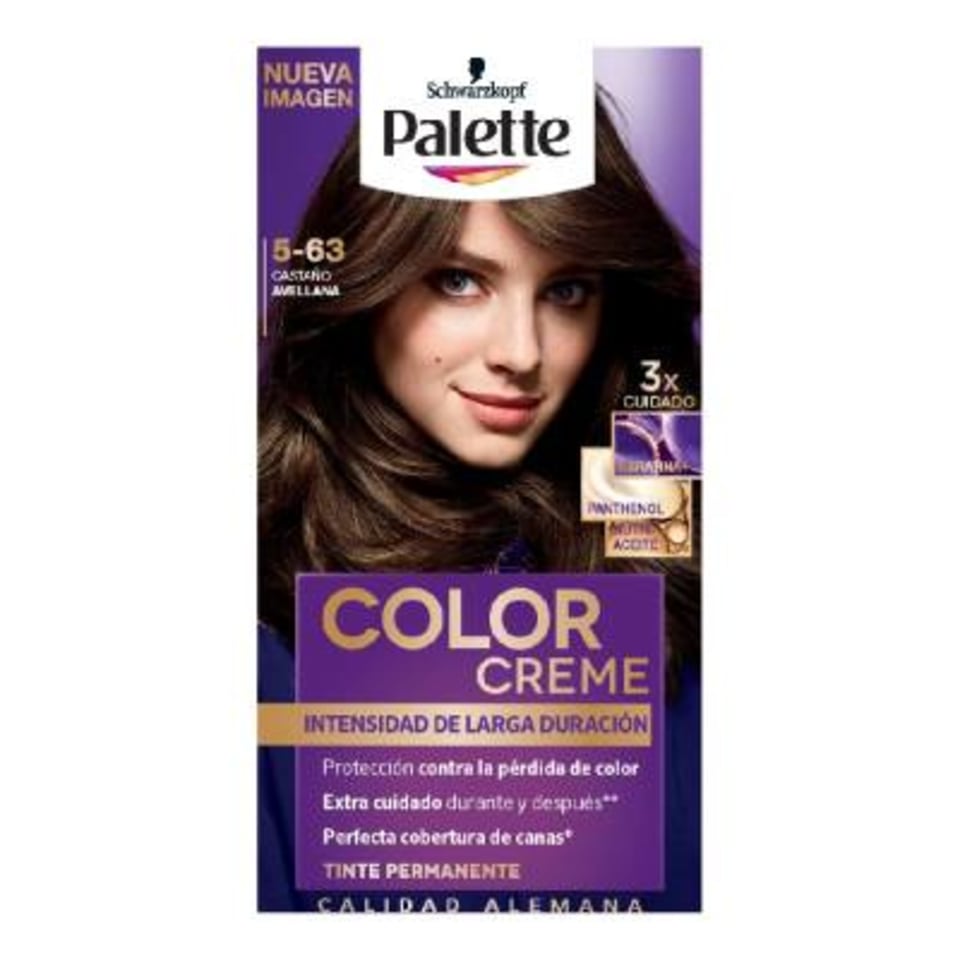 NUEVA
IMAGEN
Schwarzkopf
Palette
5-63
CASTAÑO
AVELLANA
3x
CUIDADO
PANTHENOL
ACEITE
COLOR
CREME
INTENSIDAD DE LARGA DURACIÓN
Protección contra la pérdida de color
Extra cuidado durante y después**
Perfecta cobertura de canas*
TINTE PERMANENTE
CALIDAD ALEMANA